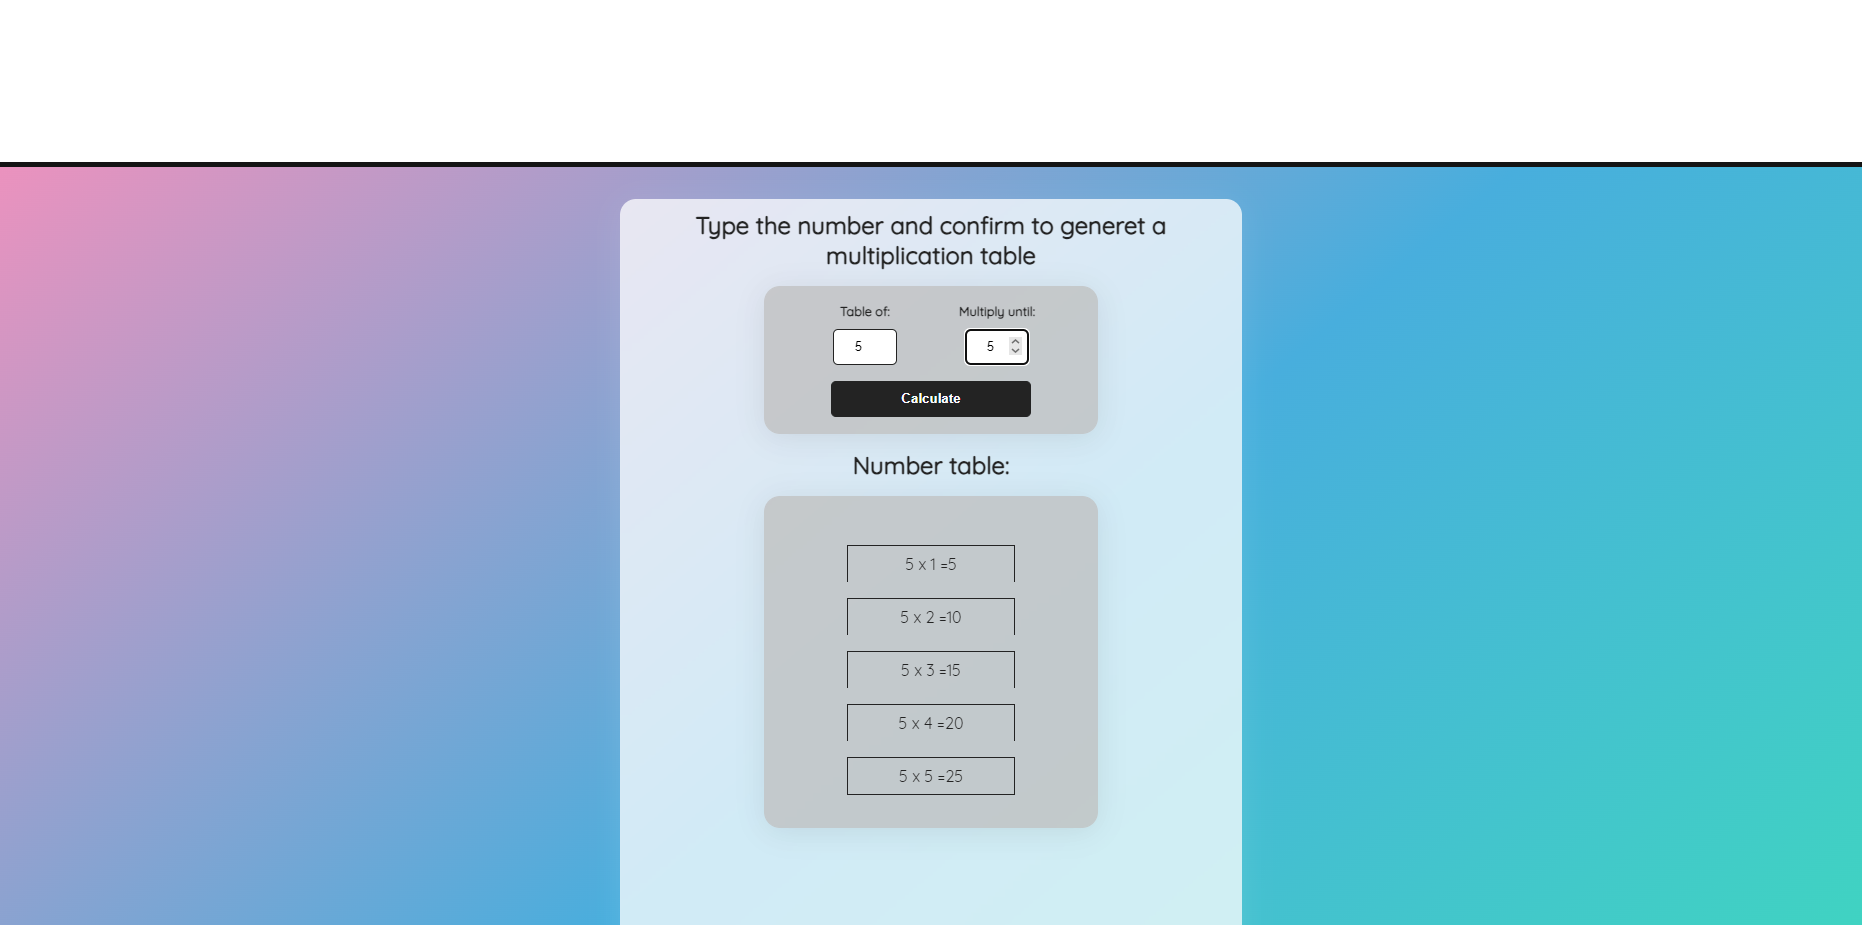 Type the number and confirm to generet a
multiplication table
Table of:
Multiply until:
5
5
Calculate
Number table:
5 x 1 =5
5 x 2 =10
5 x 3 =15
5 x 4 =20
5 x 5 =25